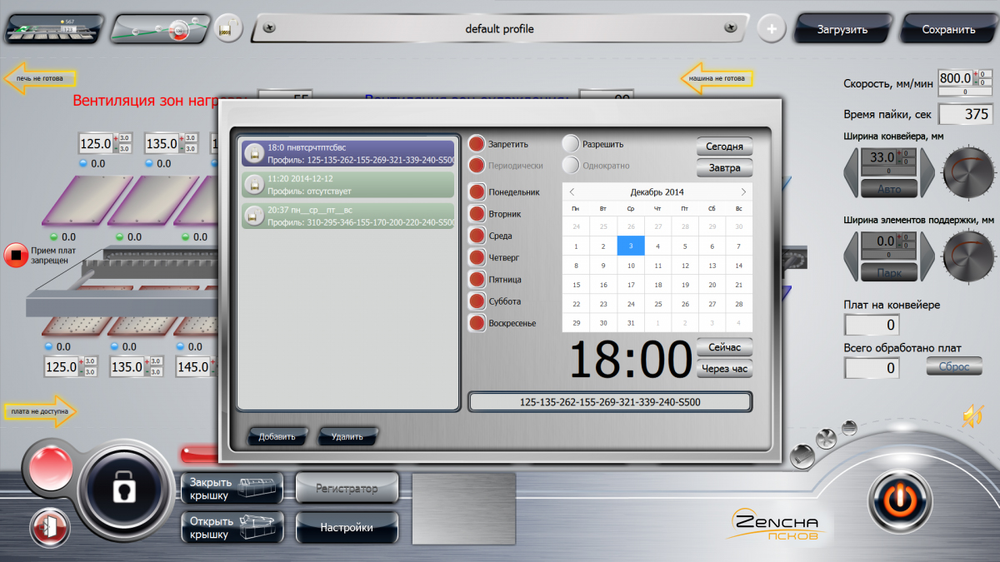 567
123
default profile
+
Загрузить
Сохранить
печь не готова
машина не готова
Скорость, мм/мин
800.0
+ 0
- 0
0
Вентиляция зон нагрева:
55
Время пайки, сек
375
Ширина конвейера, мм
125.0
+ 3.0
- 3.0
135.0
+ 3.0
- 3.0
0.0
0.0
33.0
+ 0
- 0
0
Авто
18:0 пнвтсрчтптсбвс
Профиль: 125-135-262-155-269-321-339-240-S500
11:20 2014-12-12
Профиль: отсутствует
20:37 пн__ср__пт__вс
Профиль: 310-295-346-155-170-200-220-240-S500
Запретить
Разрешить
Периодически
Однократно
Сегодня
Завтра
Понедельник
Вторник
Среда
Четверг
Пятница
Суббота
Воскресенье
Декабрь 2014
Пн Вт Ср Чт Пт Сб Вс
24 25 26 27 28 29 30
1 2 3 4 5 6 7
8 9 10 11 12 13 14
15 16 17 18 19 20 21
22 23 24 25 26 27 28
29 30 31 1 2 3 4
18:00
Сейчас
Через час
125-135-262-155-269-321-339-240-S500
Добавить
Удалить
Ширина элементов поддержки, мм
0.0
+ 0
- 0
0
Парк
0.0
0.0
0.0
Прием плат
запрещен
Плат на конвейере
0
Всего обработано плат
0
Сброс
0.0
0.0
0.0
125.0
+ 3.0
- 3.0
135.0
+ 3.0
- 3.0
145.0
плата не доступна
Закрыть
крышку
Регистратор
Открыть
крышку
Настройки
ZENCHA
ПСКОВ